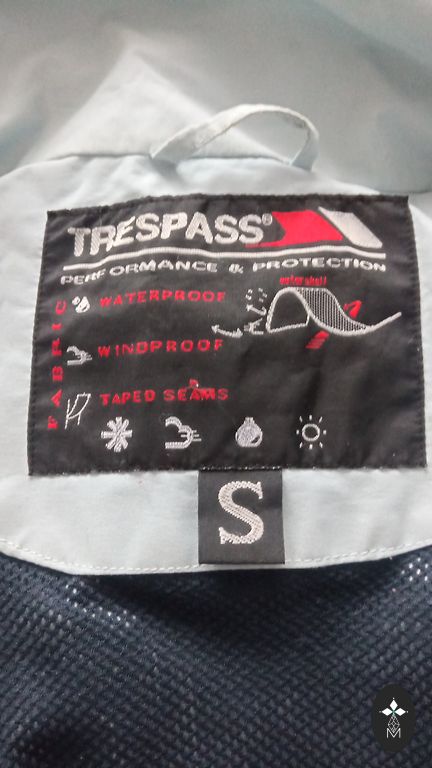 TRESPASS®
PERFORMANCE & PROTECTION
FABRIC
WATERPROOF
WINDPROOF
TAPED SEAMS
S
M